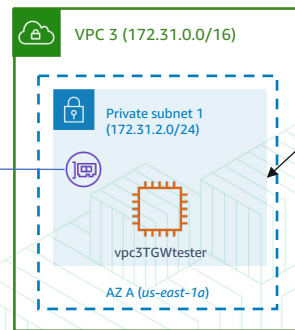 VPC 3 (172.31.0.0/16)
Private subnet 1
(172.31.2.0/24)
vpc3TGWtester
AZ A (us-east-1a)